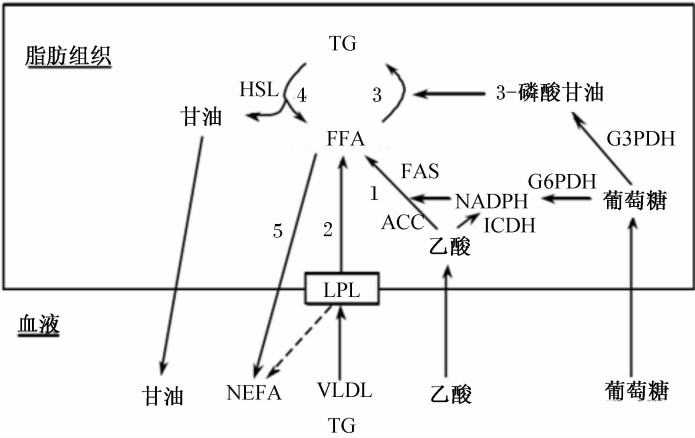 TG
脂肪组织
HSL
4
3
3-磷酸甘油
甘油
FFA
G3PDH
FAS
G6PDH
1
NADPH
葡萄糖
ACC
ICDH
5
2
乙酸
LPL
血液
甘油
NEFA
VLDL
乙酸
葡萄糖
TG